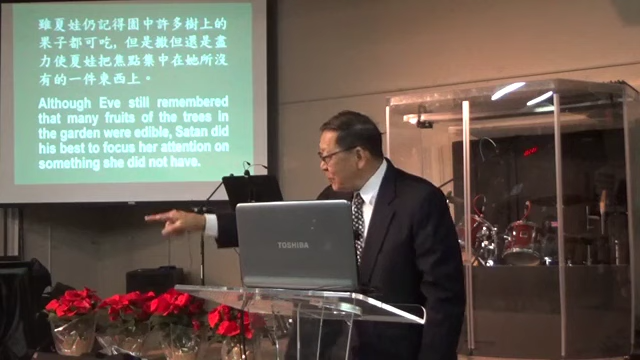 雖夏娃仍記得園中許多樹上的
果子都可吃，但是撒但還是盡
力使夏娃把焦點集中在她所沒
有的一件東西上。
Although Eve still remembered
that many fruits of the trees in
the garden were edible, Satan did
his best to focus her attention on
something she did not have.
TOSHIBA